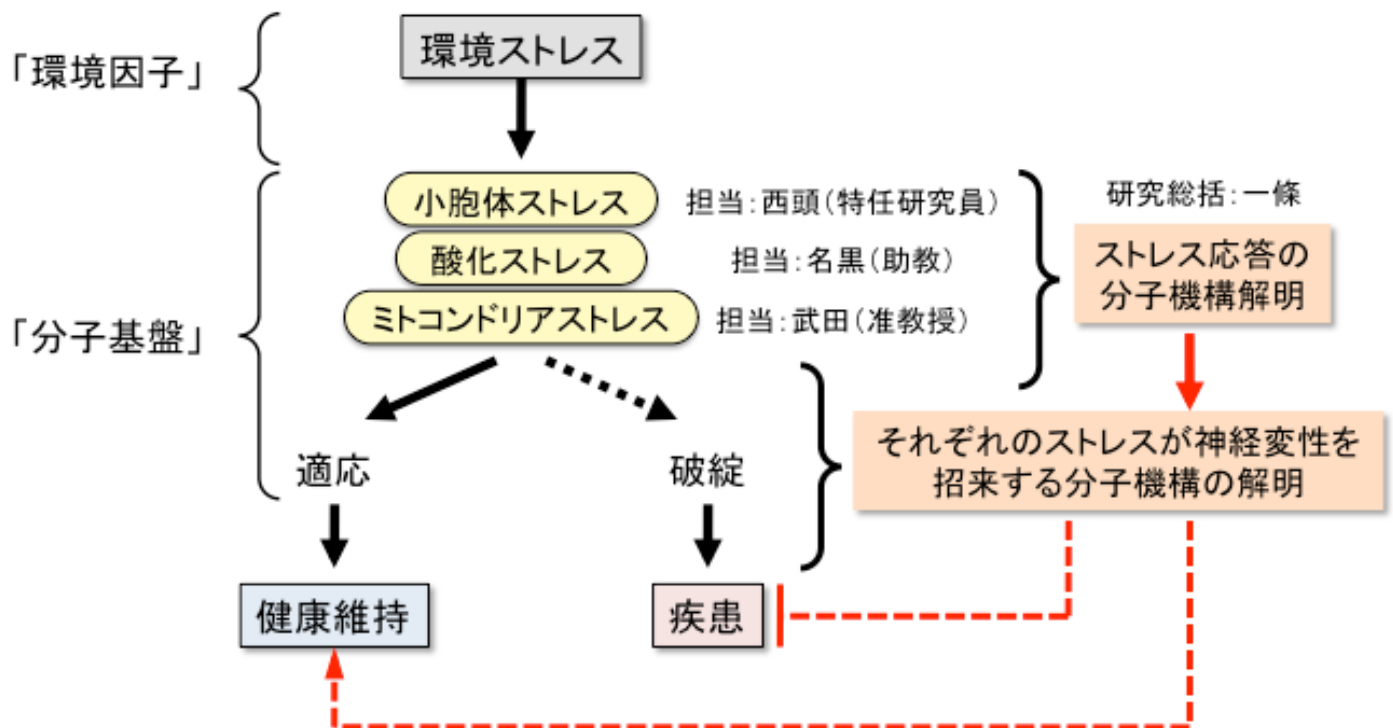 「環境因子」
環境ストレス
「分子基盤」
小胞体ストレス
担当:西頭(特任研究員)
酸化ストレス
担当:名黒(助教)
ミトコンドリアストレス
担当:武田(准教授)
研究総括:一條
ストレス応答の
分子機構解明
適応
破綻
それぞれのストレスが神経変性を
招来する分子機構の解明
健康維持
疾患